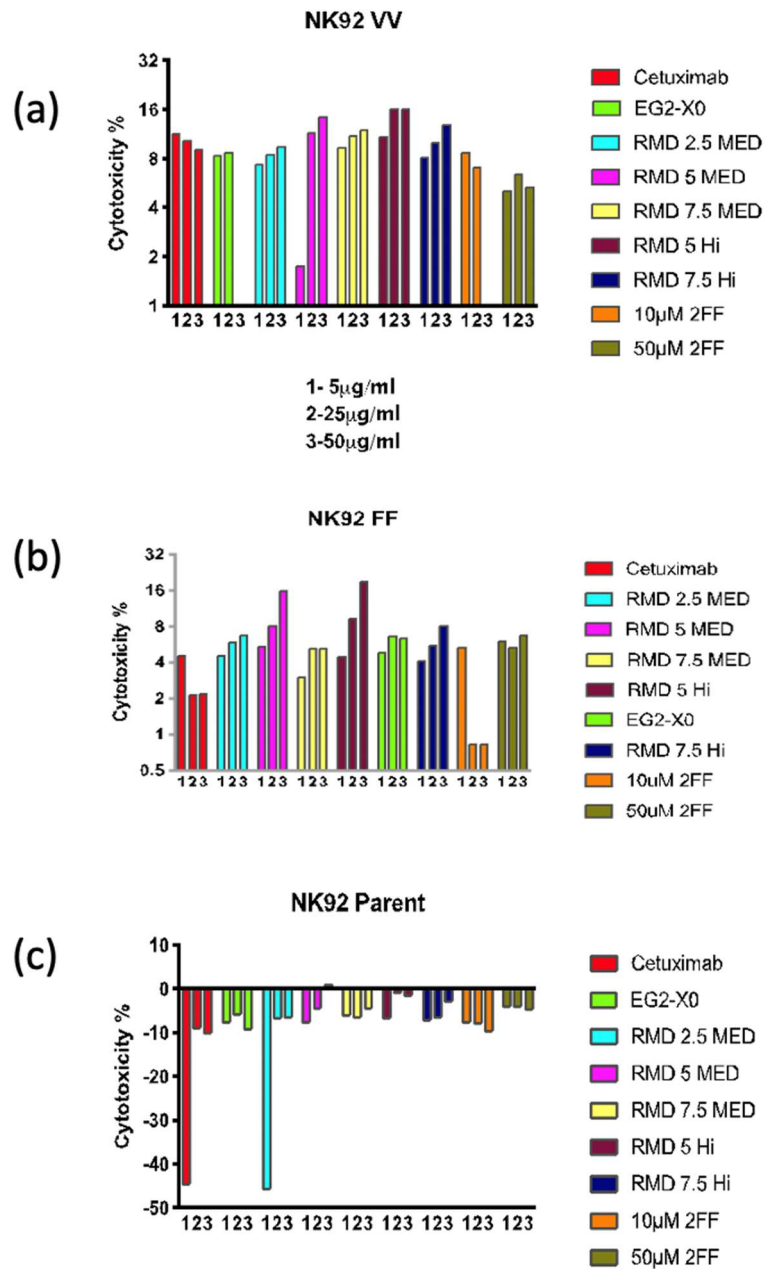 NK92 VV
(a)
Cytotoxicity %
32
16
8
4
2
1
123 123 123 123 123 123 123 123 123
Cetuximab
EG2-X0
RMD 2.5 MED
RMD 5 MED
RMD 7.5 MED
RMD 5 Hi
RMD 7.5 Hi
10µM 2FF
50µM 2FF
1- 5µg/ml
2-25µg/ml
3-50µg/ml
NK92 FF
(b)
Cytotoxicity %
32
16
8
4
2
1
0.5
123 123 123 123 123 123 123 123 123
Cetuximab
RMD 2.5 MED
RMD 5 MED
RMD 7.5 MED
RMD 5 Hi
EG2-X0
RMD 7.5 Hi
10uM 2FF
50uM 2FF
NK92 Parent
(c)
Cytotoxicity %
10
0
-10
-20
-30
-40
-50
123 123 123 123 123 123 123 123 123
Cetuximab
EG2-X0
RMD 2.5 MED
RMD 5 MED
RMD 7.5 MED
RMD 5 Hi
RMD 7.5 Hi
10µM 2FF
50µM 2FF